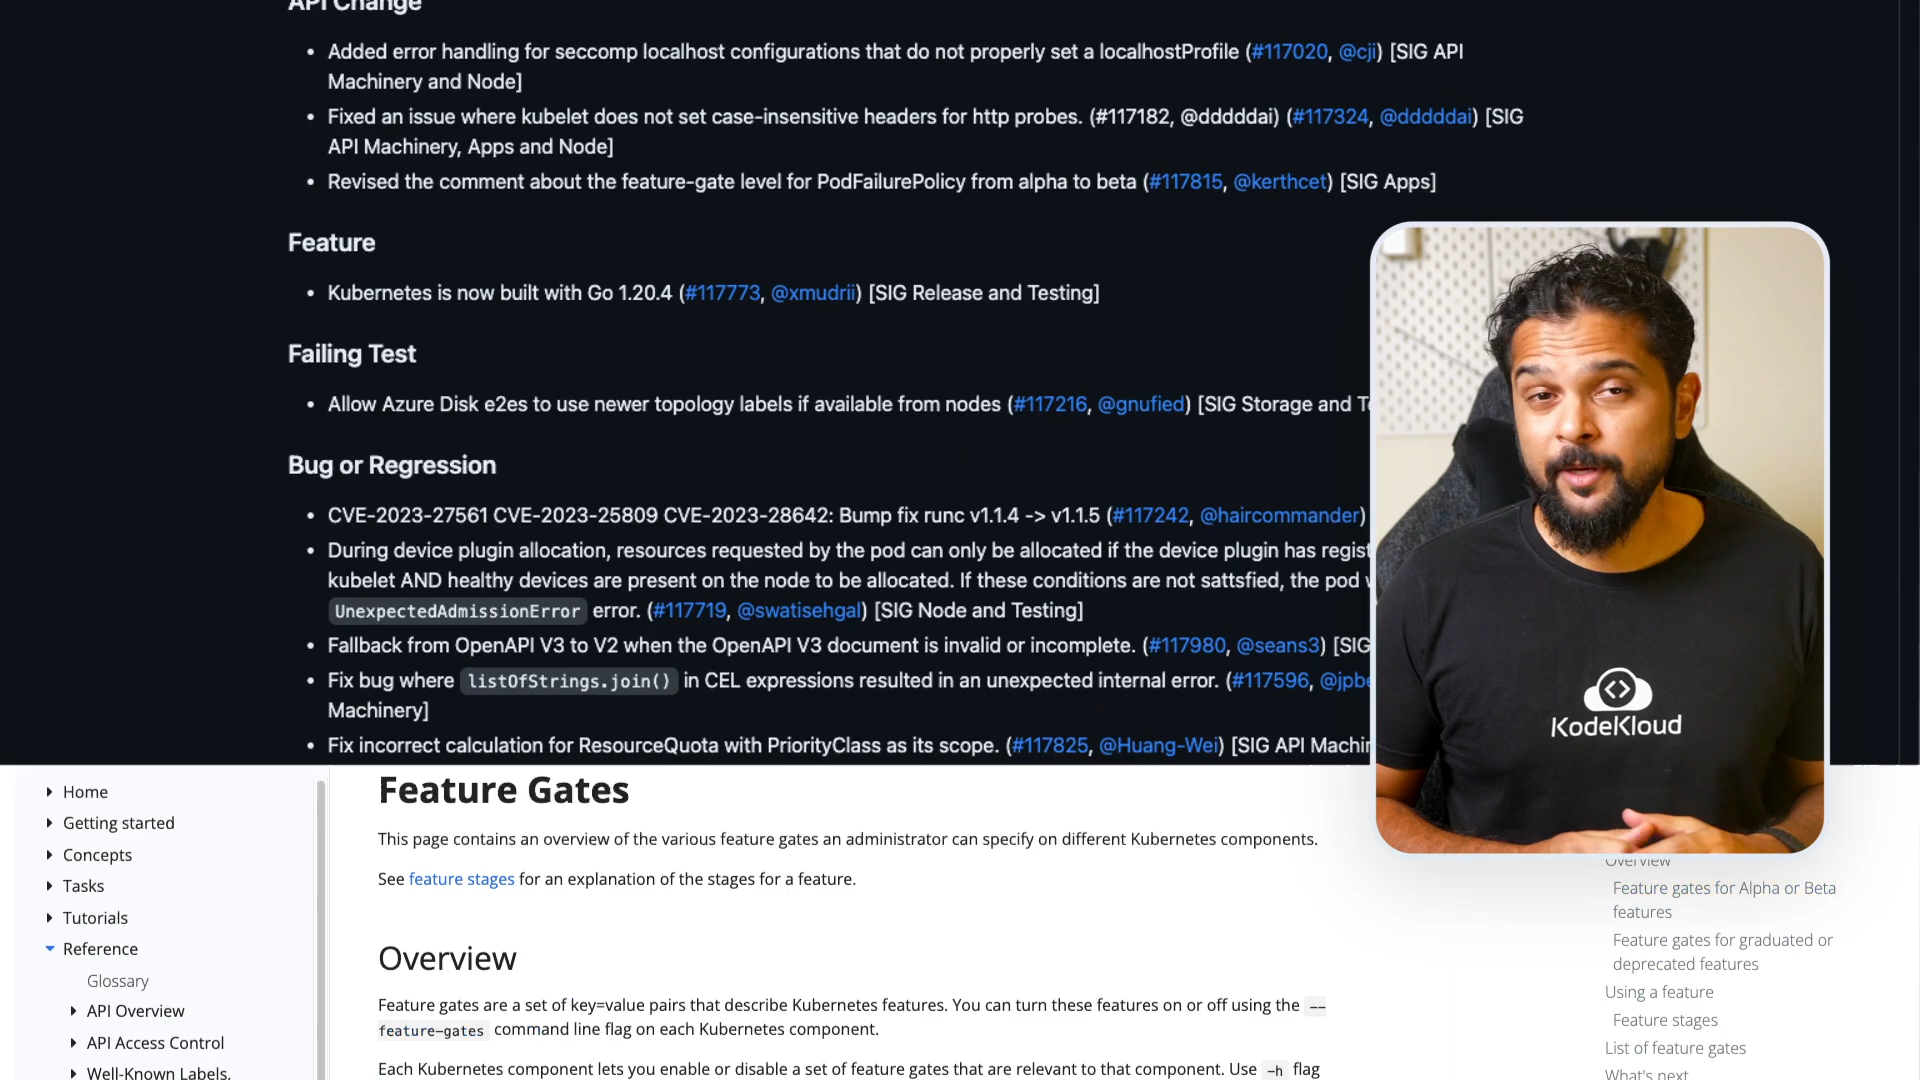 API Change
• Added error handling for seccomp localhost configurations that do not properly set a localhostProfile (#117020, @cji) [SIG API
Machinery and Node]
• Fixed an issue where kubelet does not set case-insensitive headers for http probes. (#117182, @dddddai) (#117324, @dddddai) [SIG
API Machinery, Apps and Node]
• Revised the comment about the feature-gate level for PodFailurePolicy from alpha to beta (#117815, @kerthcet) [SIG Apps]
Feature
• Kubernetes is now built with Go 1.20.4 (#117773, @xmudrii) [SIG Release and Testing]
Failing Test
• Allow Azure Disk e2es to use newer topology labels if available from nodes (#117216, @gnufied) [SIG Storage and
Bug or Regression
• CVE-2023-27561 CVE-2023-25809 CVE-2023-28642: Bump fix runc v1.1.4 -> v1.1.5 (#117242, @haircommander)
• During device plugin allocation, resources requested by the pod can only be allocated if the device plugin has
kubelet AND healthy devices are present on the node to be allocated. If these conditions are not sattsfied, the pod
UnexpectedAdmissionError error. (#117719, @swatisehgal) [SIG Node and Testing]
• Fallback from OpenAPI V3 to V2 when the OpenAPI V3 document is invalid or incomplete. (#117980, @seans3) [SIG
• Fix bug where listOfStrings.join() in CEL expressions resulted in an unexpected internal error. (#117596,
Machinery]
• Fix incorrect calculation for ResourceQuota with PriorityClass as its scope. (#117825, @Huang-Wei) [SIG API
KodeKloud
Home
Getting started
Concepts
Tasks
Tutorials
Reference
Glossary
API Overview
API Access Control
Well-Known Labels,
Feature Gates
This page contains an overview of the various feature gates an administrator can specify on different Kubernetes components.
See feature stages for an explanation of the stages for a feature.
Overview
Feature gates are a set of key=value pairs that describe Kubernetes features. You can turn these features on or off using the --
feature-gates command line flag on each Kubernetes component.
Each Kubernetes component lets you enable or disable a set of feature gates that are relevant to that component. Use -h flag
Overview
Feature gates for Alpha or Beta
features
Feature gates for graduated or
deprecated features
Using a feature
Feature stages
List of feature gates
What's next